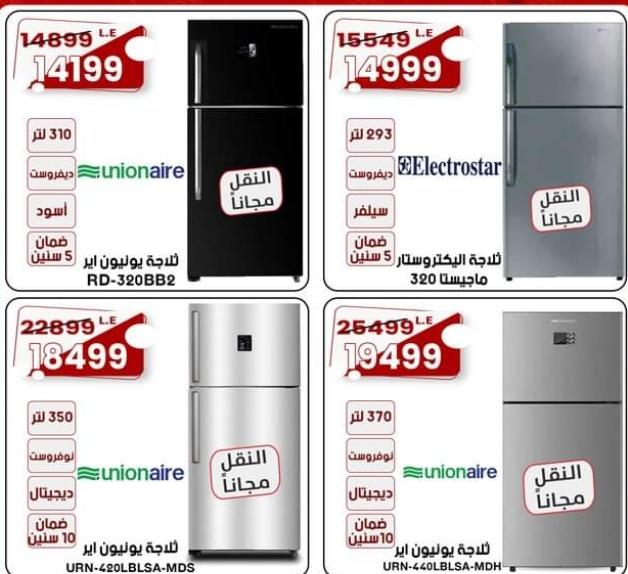 14899 L.E
14199
310 لتر
ديفروست
unionaire
أسود
النقل
مجاناً
ضمان
5 سنين
ثلاجة يونيون اير
RD-320BB2
15549 L.E
14999
293 لتر
ديفروست
Electrostar
سيلفر
النقل
مجاناً
ضمان
5 سنين
ثلاجة اليكتروستار
ماجيستا 320
22899 L.E
18499
350 لتر
نوفروست
unionaire
ديجيتال
النقل
مجاناً
ضمان
10 سنين
ثلاجة يونيون اير
URN-420LBLSA-MDS
25499 L.E
19499
370 لتر
نوفروست
unionaire
ديجيتال
النقل
مجاناً
ضمان
10 سنين
ثلاجة يونيون اير
URN-440LBLSA-MDH